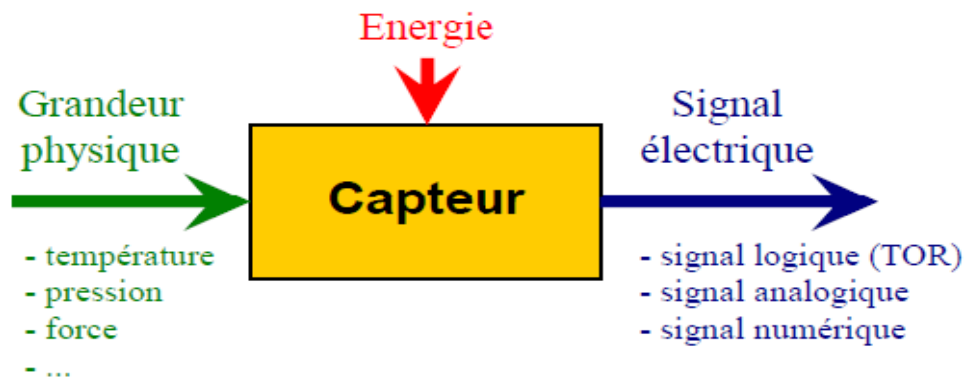 Energie
Grandeur
physique
Capteur
Signal
électrique
- température
- pression
- force
- ...
- signal logique (TOR)
- signal analogique
- signal numérique